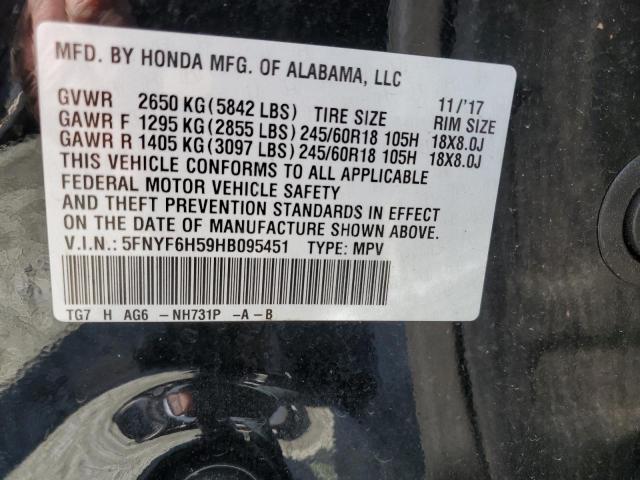 MFD. BY HONDA MFG. OF ALABAMA, LLC
GVWR 2650 KG(5842 LBS) TIRE SIZE 11/'17 RIM SIZE
GAWR F 1295 KG(2855 LBS)245/60R18 105H 18X8.0J
GAWR R 1405 KG(3097 LBS)245/60R18 105H 18X8.0J
THIS VEHICLE CONFORMS TO ALL APPLICABLE
FEDERAL MOTOR VEHICLE SAFETY
AND THEFT PREVENTION STANDARDS IN EFFECT
ON THE DATE OF MANUFACTURE SHOWN ABOVE.
V.I.N.:5FNYF6H59HB095451 TYPE: MPV
TG7 H AG6 -NH731P -A-B